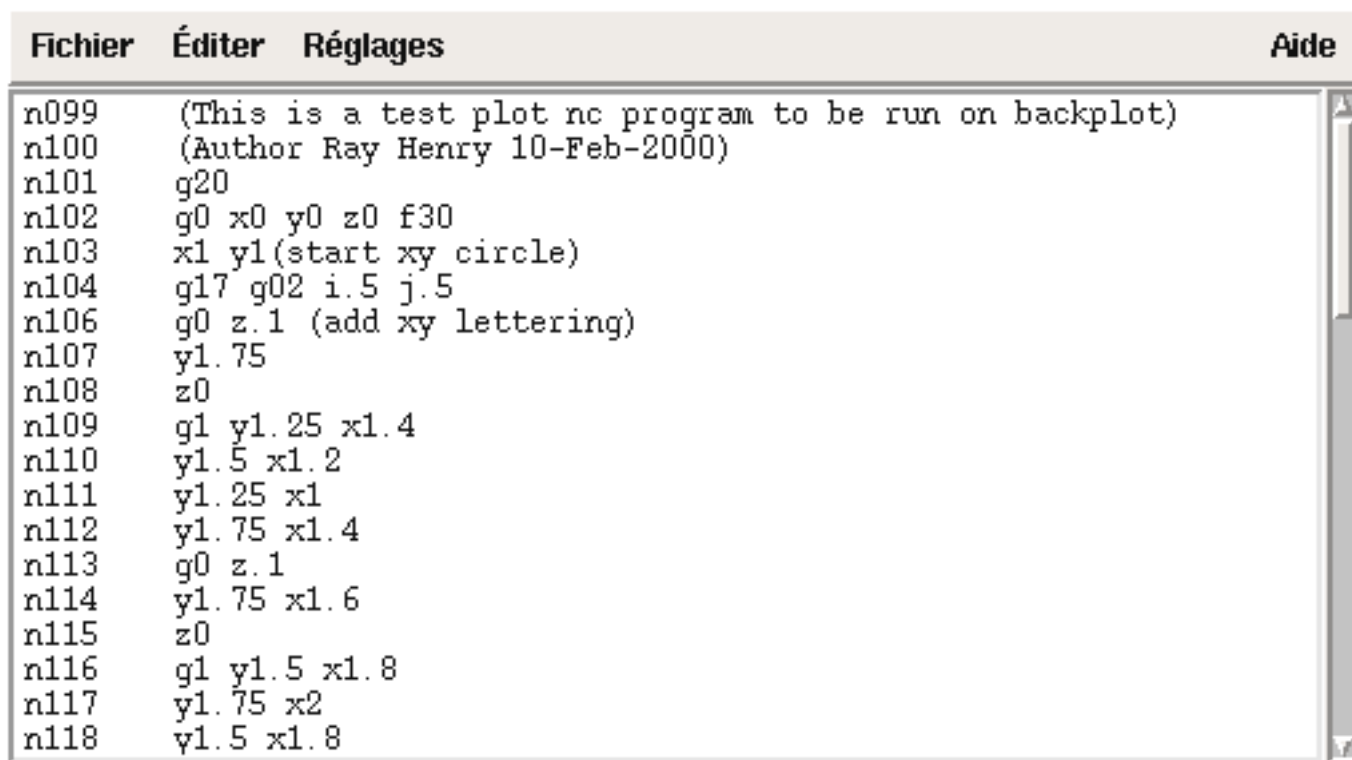 Fichier Éditer Réglages Aide
n099 (This is a test plot nc program to be run on backplot)
n100 (Author Ray Henry 10-Feb-2000)
n101 g20
n102 g0 x0 y0 z0 f30
n103 x1 y1(start xy circle)
n104 g17 g02 i.5 j.5
n106 g0 z.1 (add xy lettering)
n107 y1.75
n108 z0
n109 g1 y1.25 x1.4
n110 y1.5 x1.2
n111 y1.25 x1
n112 y1.75 x1.4
n113 g0 z.1
n114 y1.75 x1.6
n115 z0
n116 g1 y1.5 x1.8
n117 y1.75 x2
n118 y1.5 x1.8